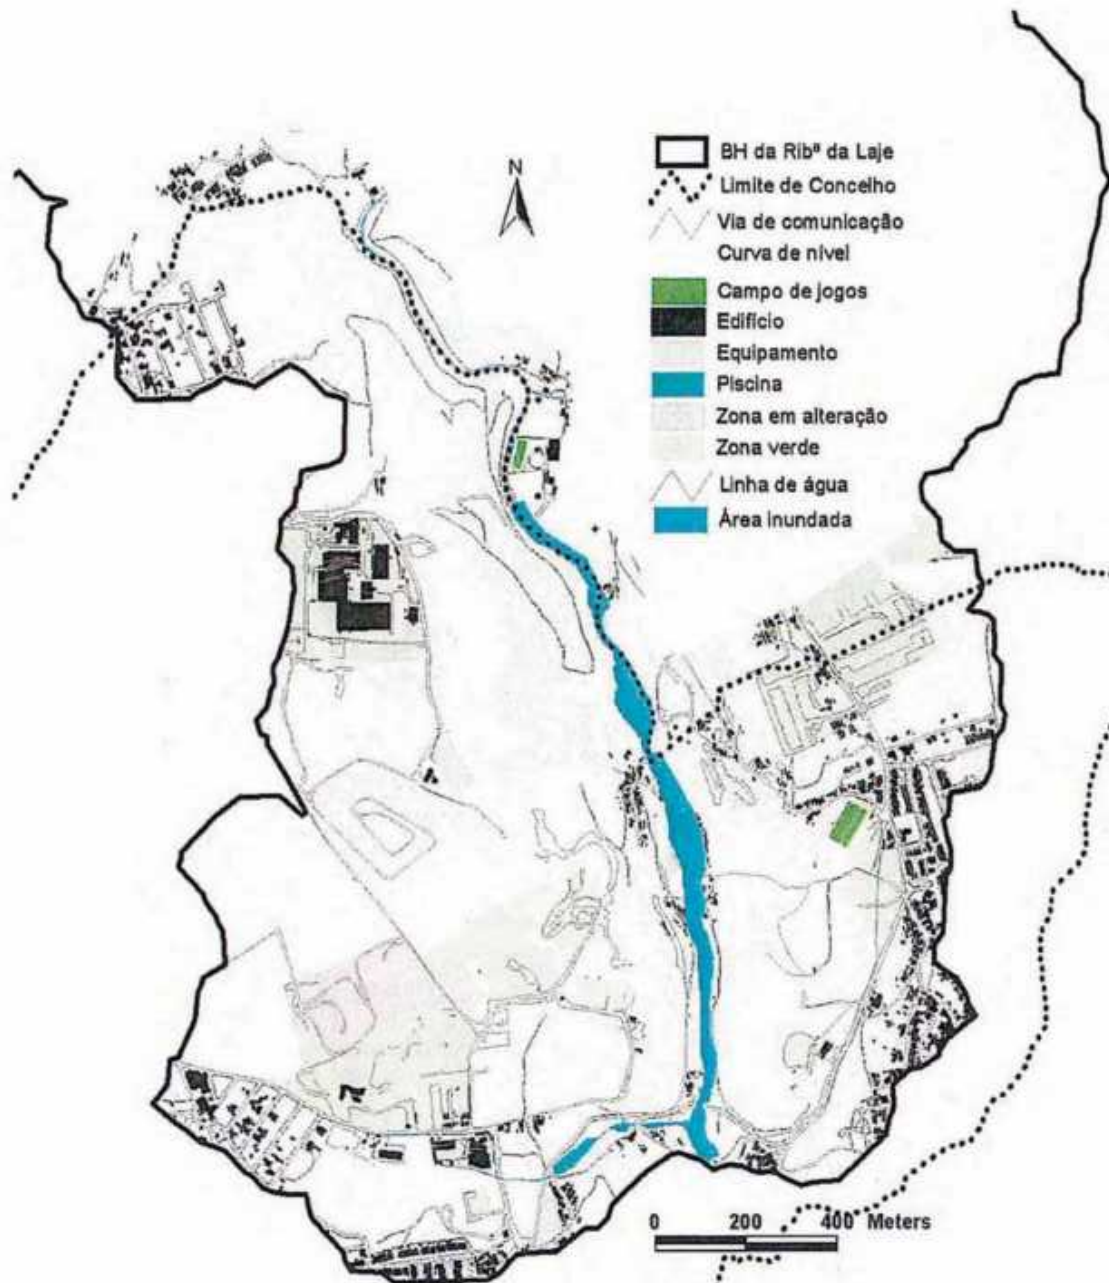 N
BH da Ribª da Laje
Limite de Concelho
Via de comunicação
Curva de nível
Campo de jogos
Edifício
Equipamento
Piscina
Zona em alteração
Zona verde
Linha de água
Área inundada
0 200 400 Meters